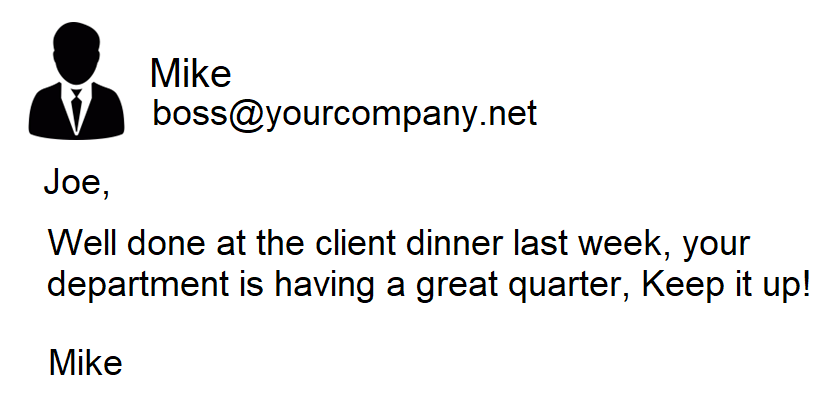 Mike
boss@yourcompany.net
Joe,
Well done at the client dinner last week, your
department is having a great quarter, Keep it up!
Mike